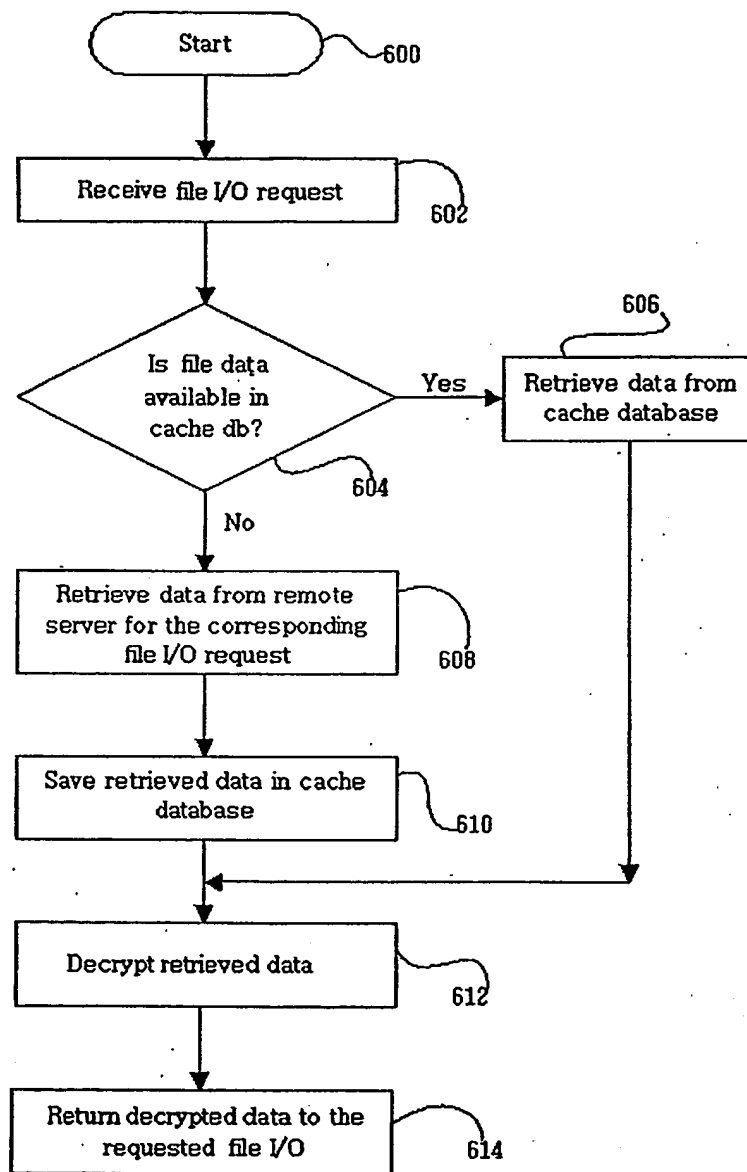 Start
600
Receive file I/O request
602
Is file data
available in
cache db?
604
Yes
606
Retrieve data from
cache database
No
Retrieve data from remote
server for the corresponding
file I/O request
608
Save retrieved data in cache
database
610
Decrypt retrieved data
612
Return decrypted data to the
requested file I/O
614